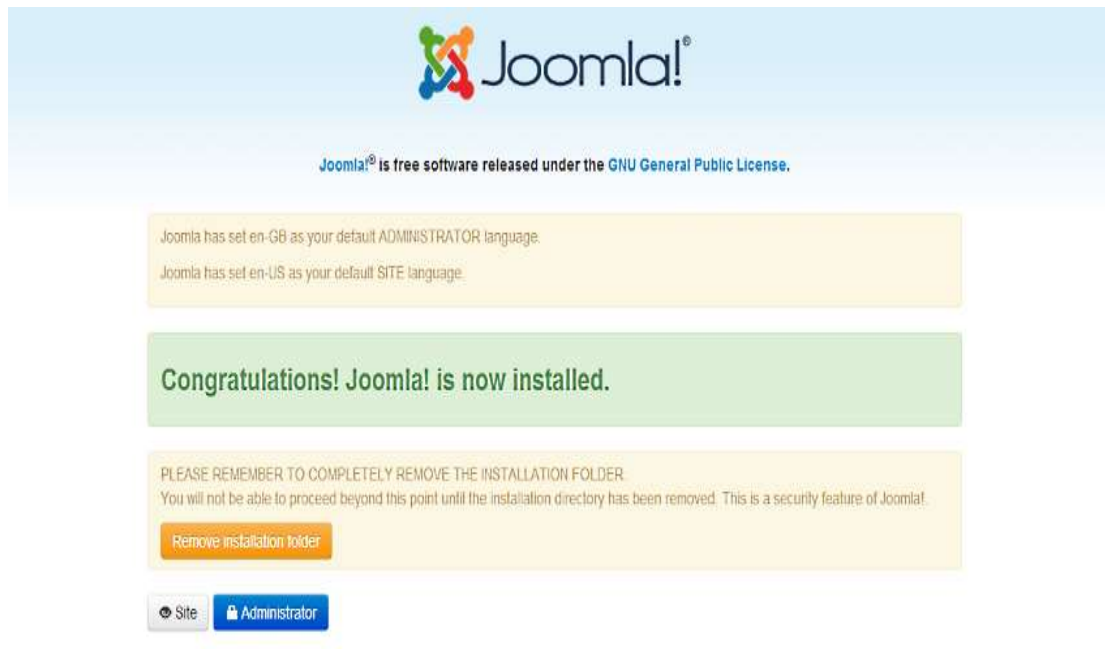 Joomla!®
Joomla!® is free software released under the GNU General Public License.
Joomla has set en-GB as your default ADMINISTRATOR language.
Joomla has set en-US as your default SITE language.
Congratulations! Joomla! is now installed.
PLEASE REMEMBER TO COMPLETELY REMOVE THE INSTALLATION FOLDER.
You will not be able to proceed beyond this point until the installation directory has been removed. This is a security feature of Joomla!.
Remove installation folder
Site
Administrator